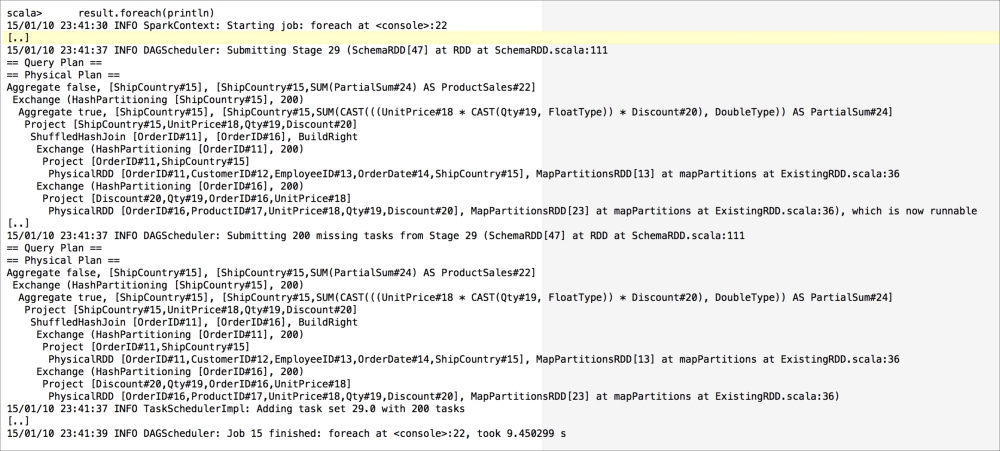 scala>      result.foreach(println)
15/01/10 23:41:30 INFO SparkContext: Starting job: foreach at <console>:22
[..]
15/01/10 23:41:37 INFO DAGScheduler: Submitting Stage 29 (SchemaRDD[47] at RDD at SchemaRDD.scala:111
== Query Plan ==
== Physical Plan ==
Aggregate false, [ShipCountry#15], [ShipCountry#15,SUM(PartialSum#24) AS ProductSales#22]
 Exchange (HashPartitioning [ShipCountry#15], 200)
  Aggregate true, [ShipCountry#15], [ShipCountry#15,SUM(CAST(((UnitPrice#18 * CAST(Qty#19, FloatType)) * Discount#20), DoubleType)) AS PartialSum#24]
   Project [ShipCountry#15,UnitPrice#18,Qty#19,Discount#20]
    ShuffledHashJoin [OrderID#11], [OrderID#16], BuildRight
     Exchange (HashPartitioning [OrderID#11], 200)
      Project [OrderID#11,ShipCountry#15]
       PhysicalRDD [OrderID#11,CustomerID#12,EmployeeID#13,OrderDate#14,ShipCountry#15], MapPartitionsRDD[13] at mapPartitions at ExistingRDD.scala:36
     Exchange (HashPartitioning [OrderID#16], 200)
      Project [Discount#20,Qty#19,OrderID#16,UnitPrice#18]
       PhysicalRDD [OrderID#16,ProductID#17,UnitPrice#18,Qty#19,Discount#20], MapPartitionsRDD[23] at mapPartitions at ExistingRDD.scala:36), which is now runnable
[..]
15/01/10 23:41:37 INFO DAGScheduler: Submitting 200 missing tasks from Stage 29 (SchemaRDD[47] at RDD at SchemaRDD.scala:111
== Query Plan ==
== Physical Plan ==
Aggregate false, [ShipCountry#15], [ShipCountry#15,SUM(PartialSum#24) AS ProductSales#22]
 Exchange (HashPartitioning [ShipCountry#15], 200)
  Aggregate true, [ShipCountry#15], [ShipCountry#15,SUM(CAST(((UnitPrice#18 * CAST(Qty#19, FloatType)) * Discount#20), DoubleType)) AS PartialSum#24]
   Project [ShipCountry#15,UnitPrice#18,Qty#19,Discount#20]
    ShuffledHashJoin [OrderID#11], [OrderID#16], BuildRight
     Exchange (HashPartitioning [OrderID#11], 200)
      Project [OrderID#11,ShipCountry#15]
       PhysicalRDD [OrderID#11,CustomerID#12,EmployeeID#13,OrderDate#14,ShipCountry#15], MapPartitionsRDD[13] at mapPartitions at ExistingRDD.scala:36
     Exchange (HashPartitioning [OrderID#16], 200)
      Project [Discount#20,Qty#19,OrderID#16,UnitPrice#18]
       PhysicalRDD [OrderID#16,ProductID#17,UnitPrice#18,Qty#19,Discount#20], MapPartitionsRDD[23] at mapPartitions at ExistingRDD.scala:36)
15/01/10 23:41:37 INFO TaskSchedulerImpl: Adding task set 29.0 with 200 tasks
[..]
15/01/10 23:41:39 INFO DAGScheduler: Job 15 finished: foreach at <console>:22, took 9.450299 s